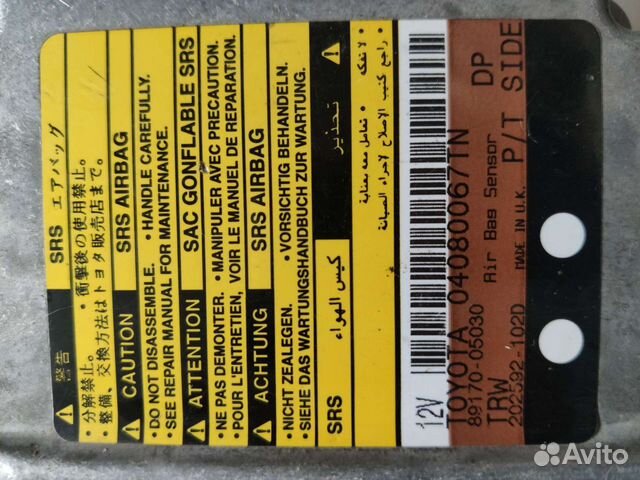 警告 SRS エアバッグ
・分解禁止。 ・衝撃後の使用禁止。
・整備、交換方法はトヨタ販売店まで。
CAUTION SRS AIRBAG
・DO NOT DISASSEMBLE. ・HANDLE CAREFULLY.
・SEE REPAIR MANUAL FOR MAINTENANCE.
ATTENTION SAC GONFLABLE SRS
・NE PAS DEMONTER. ・MANIPULER AVEC PRECAUTION.
・POUR L'ENTRETIEN, VOIR LE MANUEL DE REPARATION.
ACHTUNG SRS AIRBAG
・NICHT ZEALEGEN. ・VORSICHTIG BEHANDELN.
・SIEHE DAS WARTUNGSHANDBUCH ZUR WARTUNG.
SRS كيس الهواء تحذير
・لا تفكه ・تعامل معه بعناية
・راجع كتيب الإصلاح لإجراء الصيانة
12V
TOYOTA 04080067TN DP
89170-05030 Air Bag Sensor
TRW P/T SIDE
202592-102D MADE IN U.K.
Avito